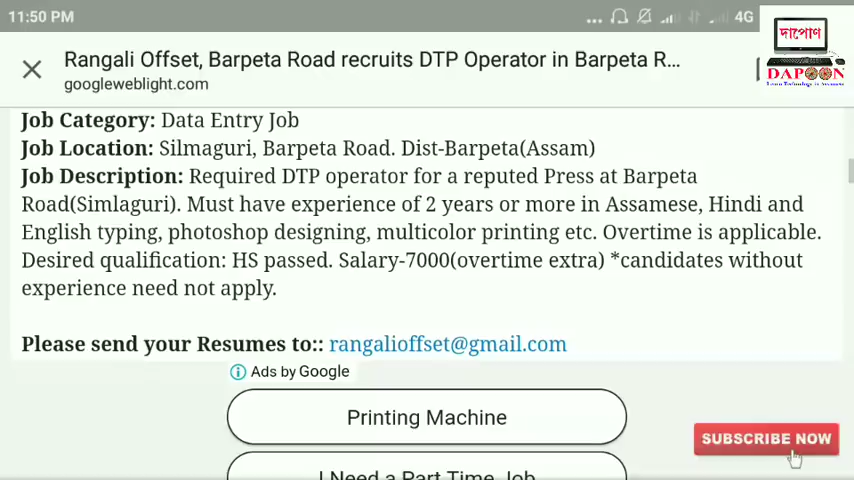 11:50 PM
4G
দাপোণ
DAPOON
Rangali Offset, Barpeta Road recruits DTP Operator in Barpeta R...
googleweblight.com
Job Category: Data Entry Job
Job Location: Silmaguri, Barpeta Road. Dist-Barpeta(Assam)
Job Description: Required DTP operator for a reputed Press at Barpeta
Road(Simlaguri). Must have experience of 2 years or more in Assamese, Hindi and
English typing, photoshop designing, multicolor printing etc. Overtime is applicable.
Desired qualification: HS passed. Salary-7000(overtime extra) *candidates without
experience need not apply.
Please send your Resumes to:: rangalioffset@gmail.com
Ads by Google
Printing Machine
SUBSCRIBE NOW
I Need a Part Time Job